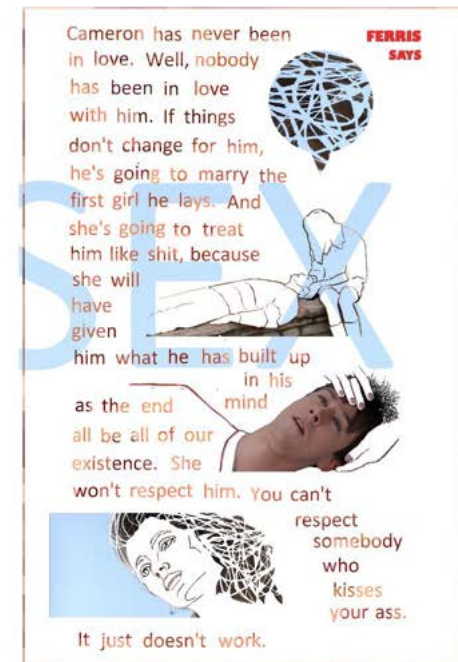 FERRIS
SAYS
Cameron has never been
in love. Well, nobody
has been in love
with him. If things
don't change for him,
he's going to marry the
first girl he lays. And
she's going to treat
him like shit, because
she will
have
given
him what he has built up
in his
mind
as the end
all be all of our
existence. She
won't respect him. You can't
respect
somebody
who
kisses
your ass.
It just doesn't work.
SEX